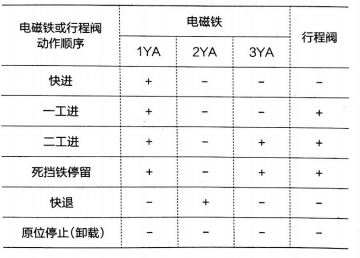 电磁铁或行程阀
动作顺序
电磁铁
行程阀
1YA 2YA 3YA
快进 + − − −
一工进 + − − +
二工进 + − + +
死挡铁停留 + − + +
快退 − + − −
原位停止(卸载) − − − −